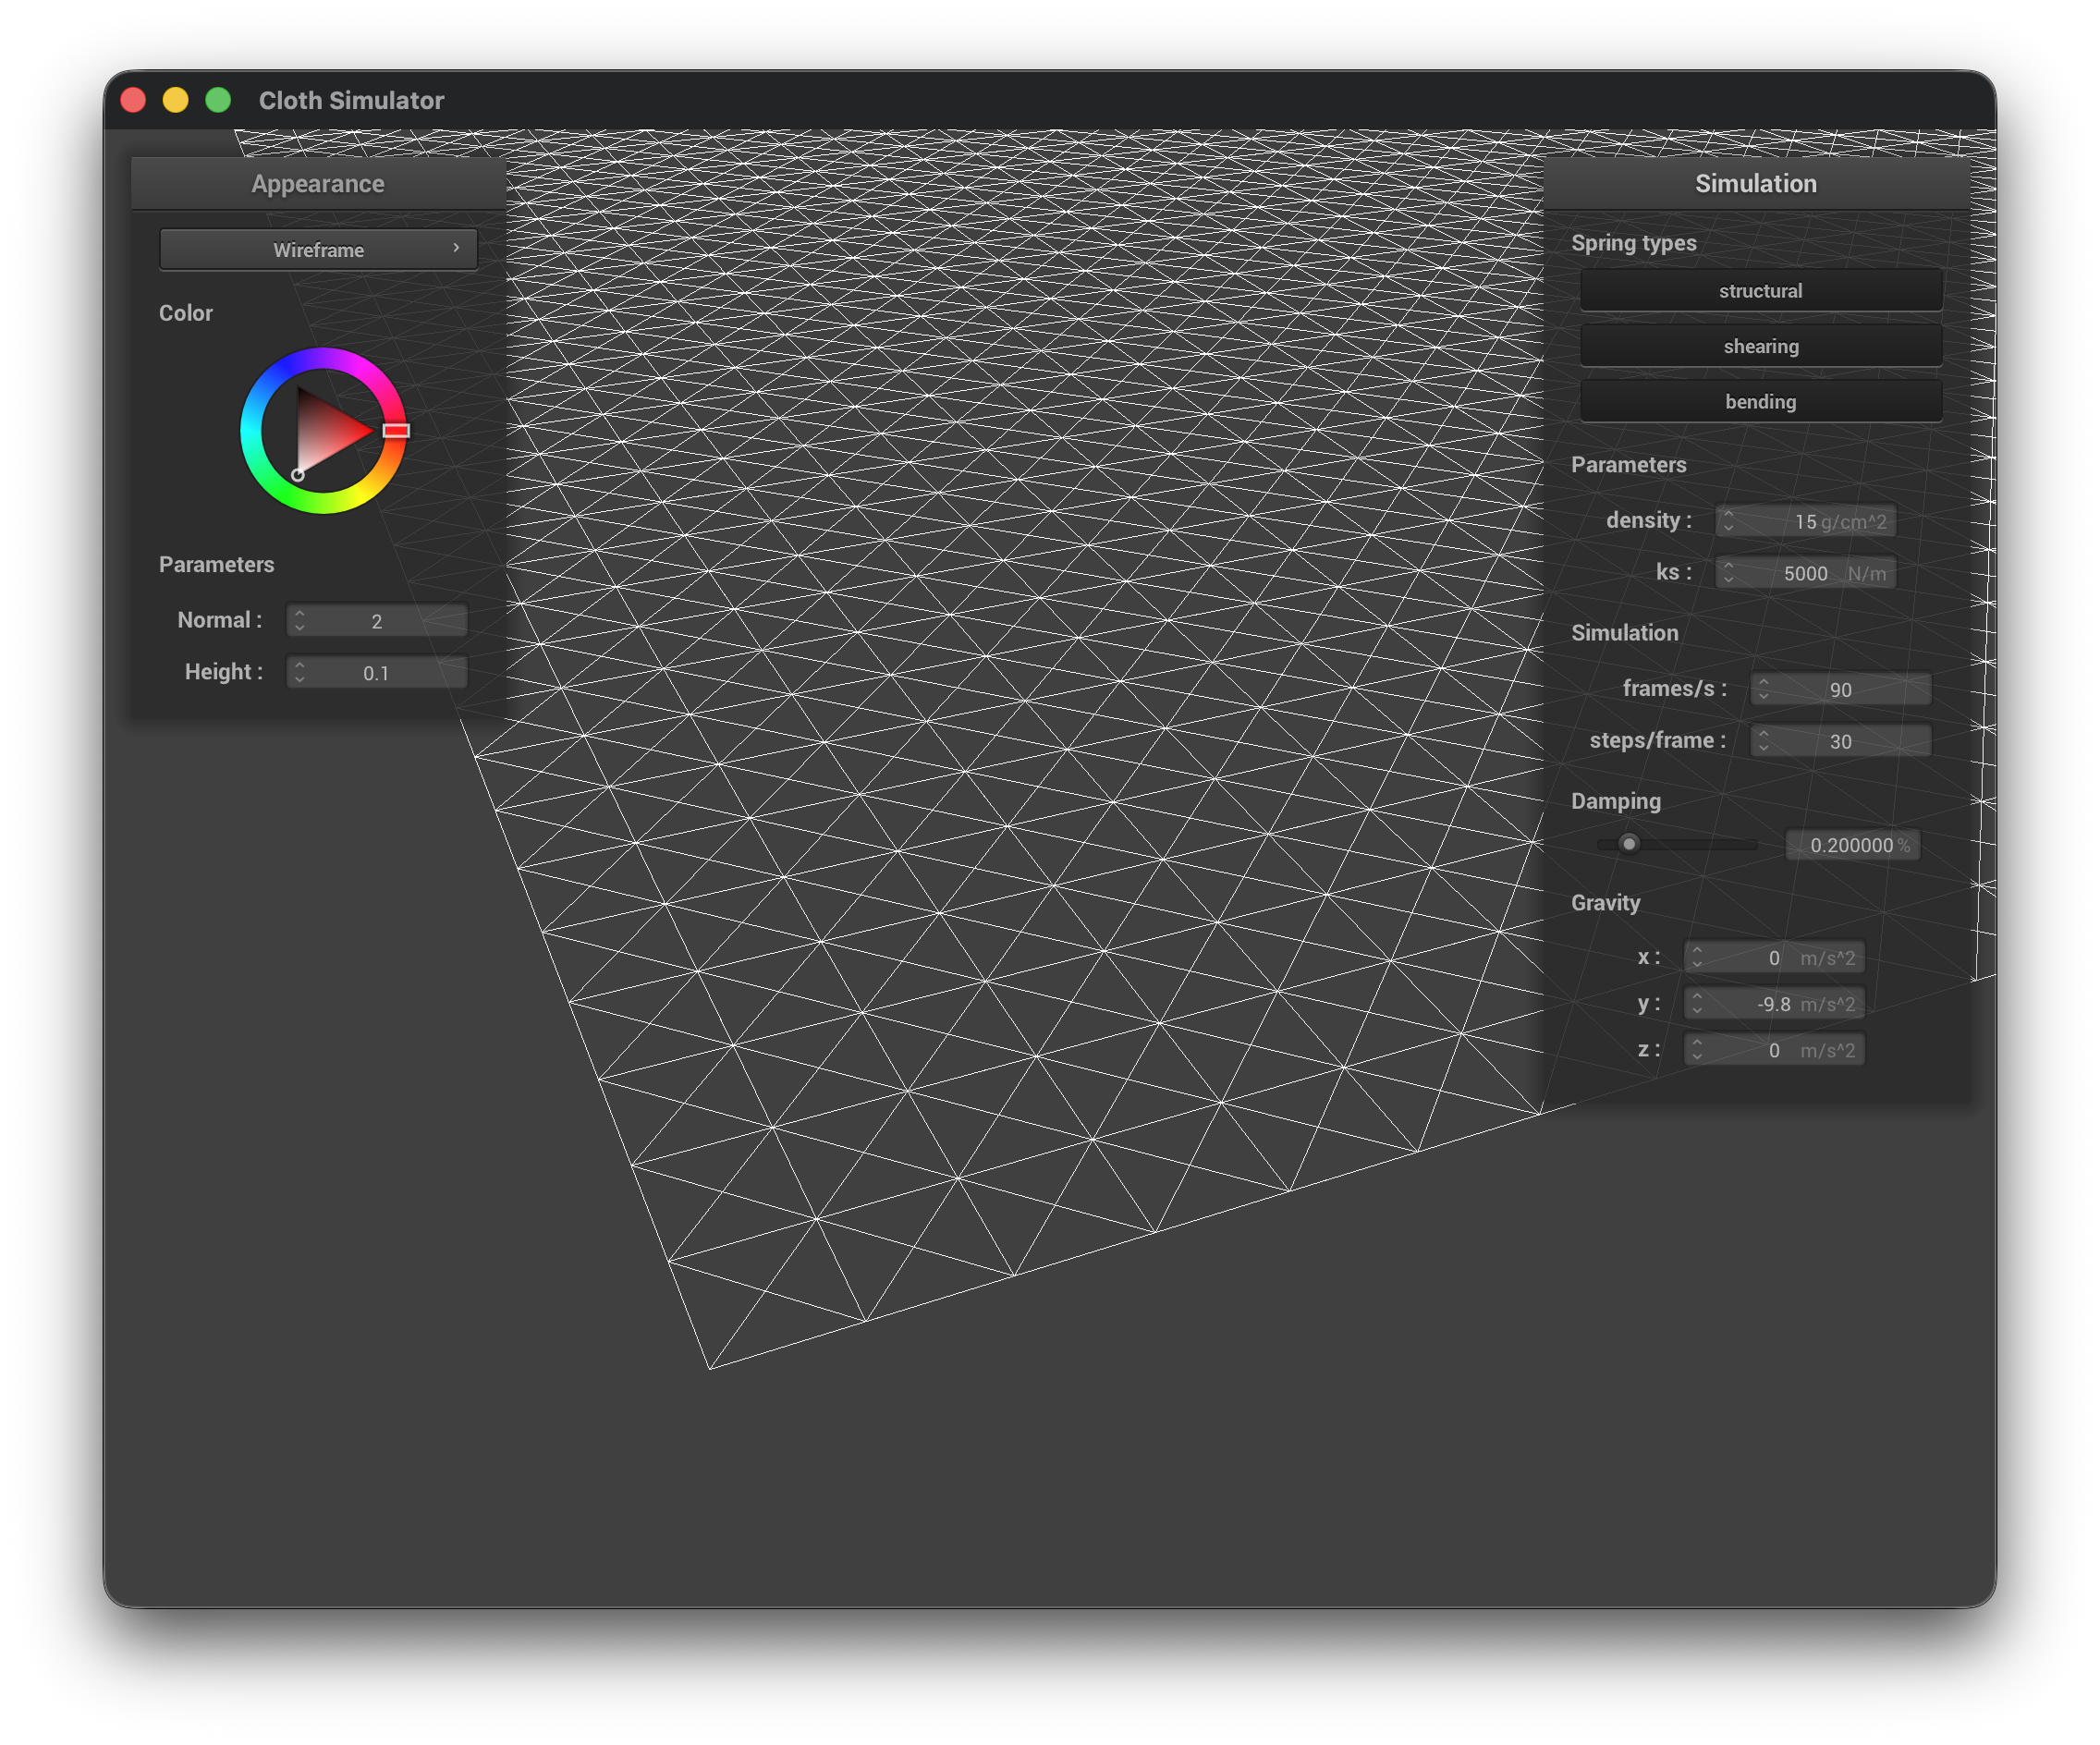 Cloth Simulator
Appearance
Wireframe
Color
Parameters
Normal : 2
Height : 0.1
Simulation
Spring types
structural
shearing
bending
Parameters
density : 15 g/cm^2
ks : 5000 N/m
Simulation
frames/s : 90
steps/frame : 30
Damping
0.200000 %
Gravity
x : 0 m/s^2
y : -9.8 m/s^2
z : 0 m/s^2